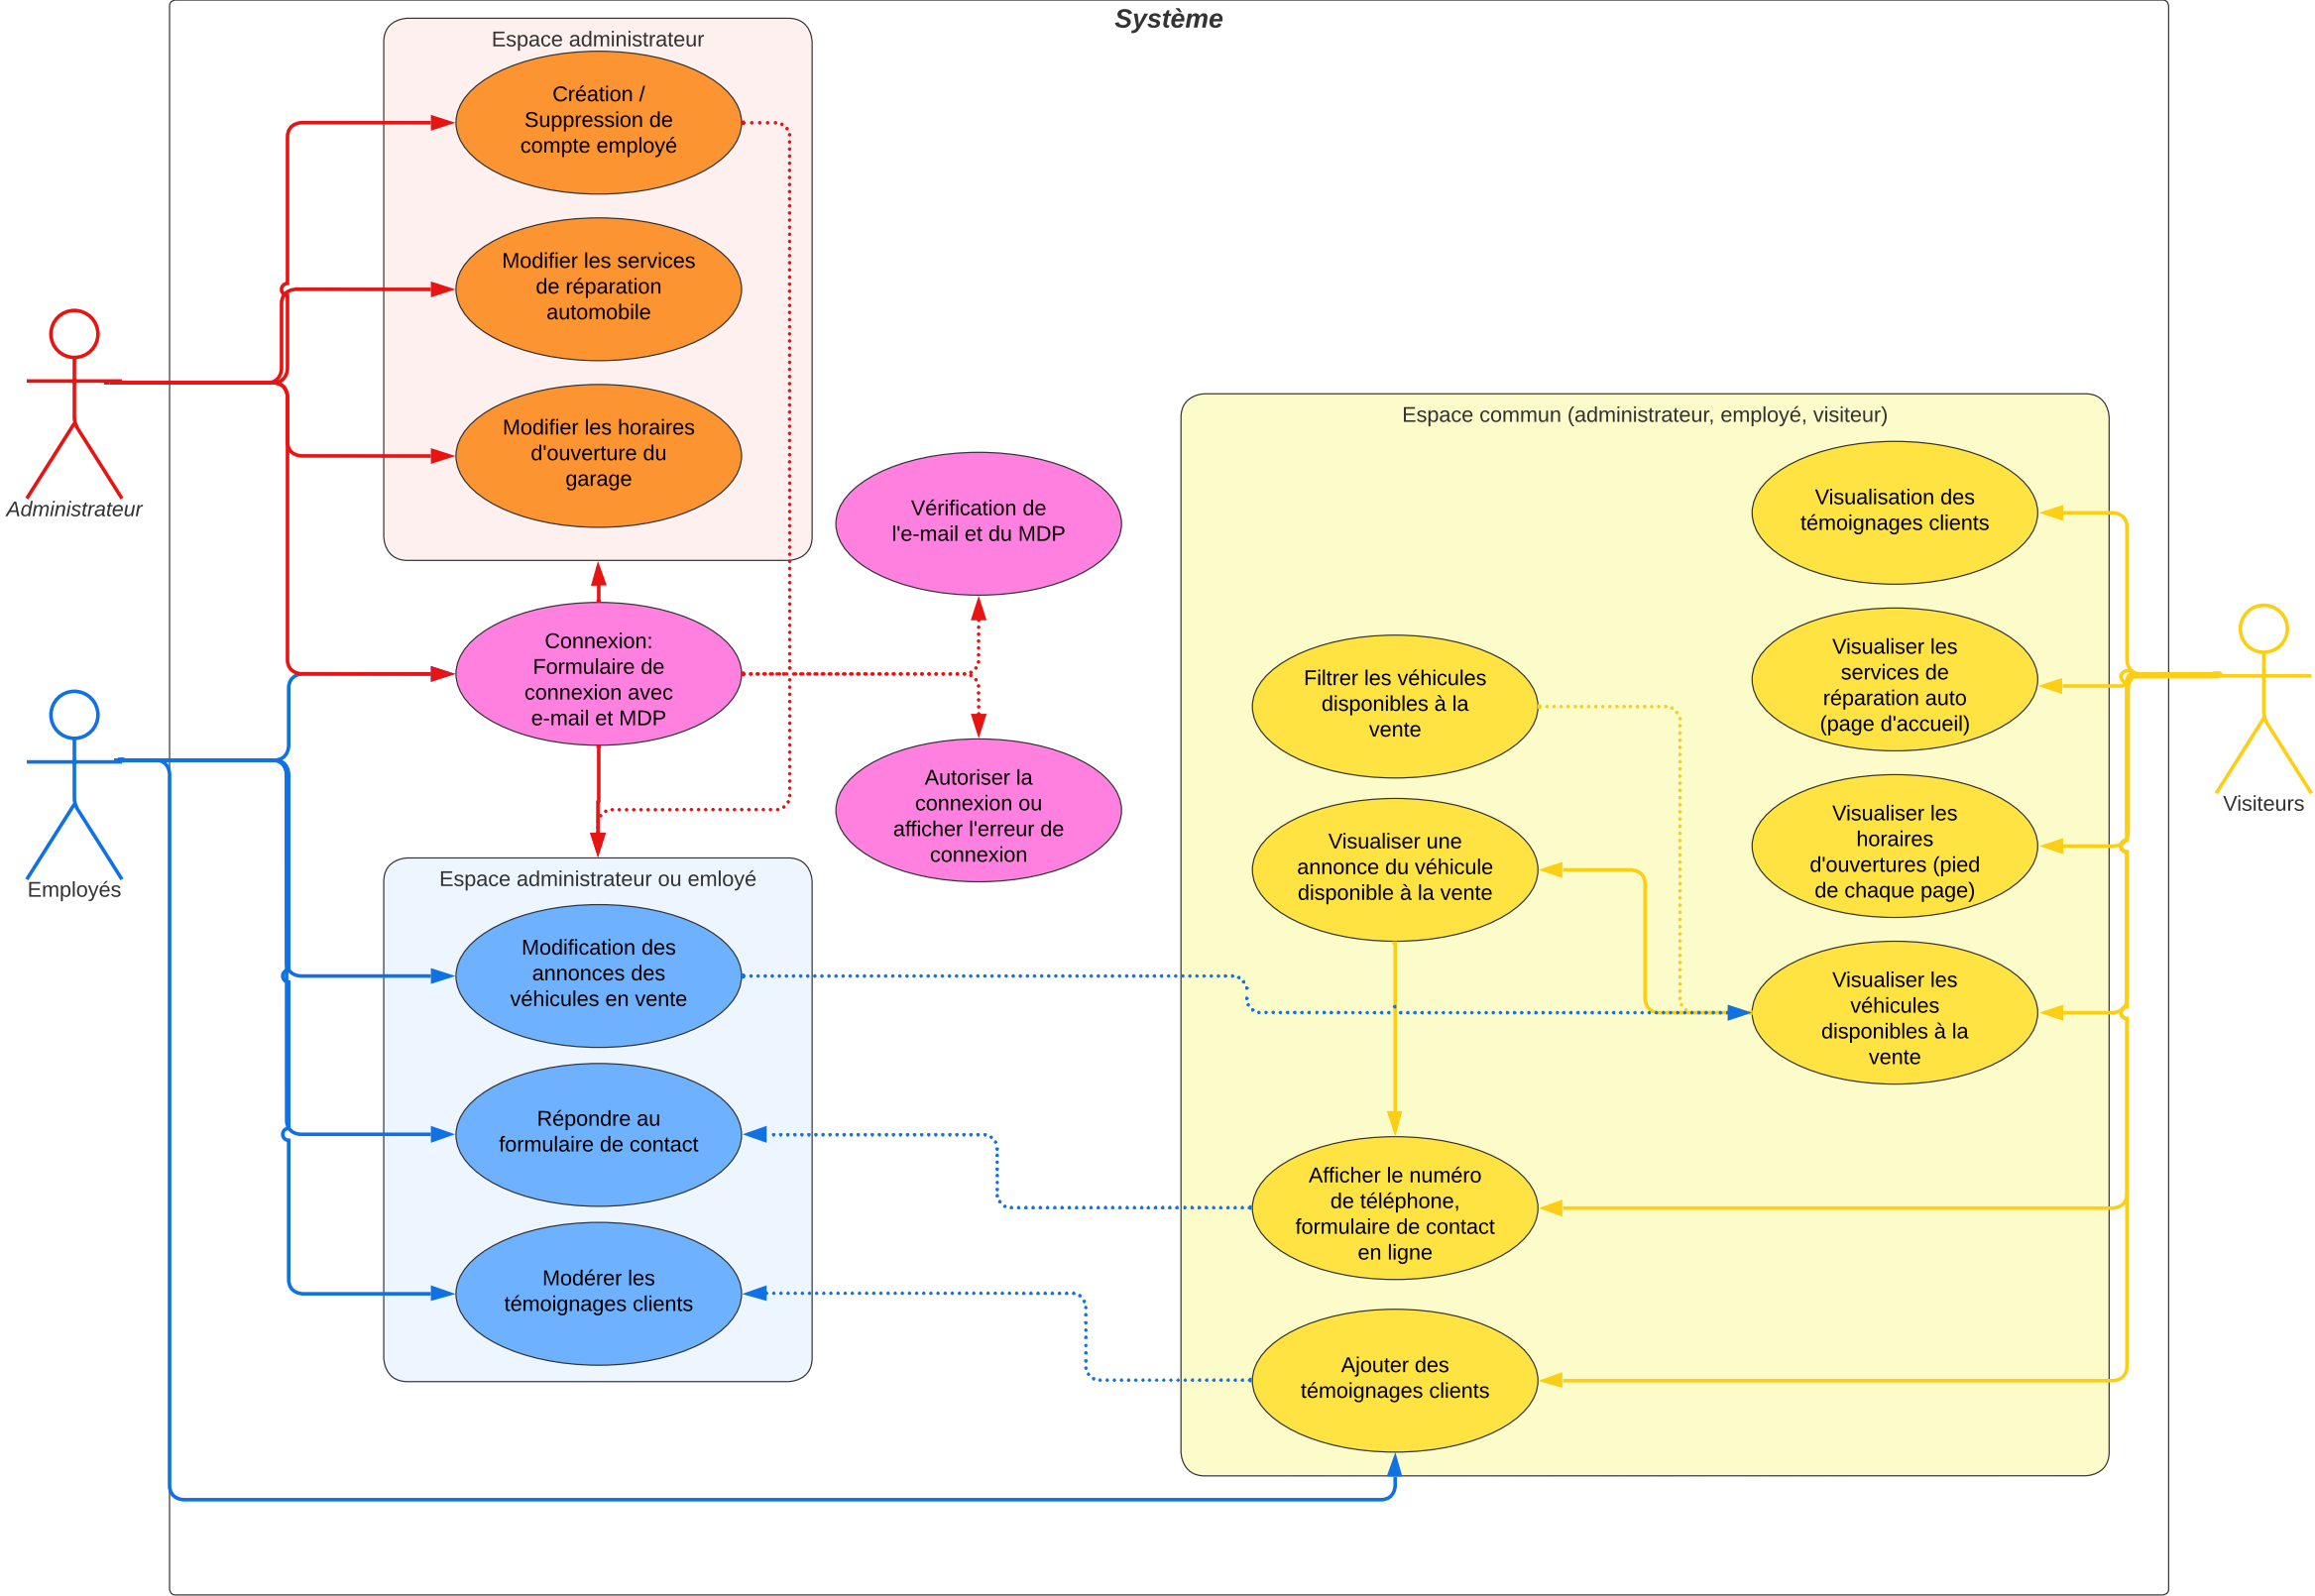 Système
Espace administrateur
Création /
Suppression de
compte employé
Modifier les services
de réparation
automobile
Modifier les horaires
d'ouverture du
garage
Administrateur
Connexion:
Formulaire de
connexion avec
e-mail et MDP
Vérification de
l'e-mail et du MDP
Autoriser la
connexion ou
afficher l'erreur de
connexion
Employés
Espace administrateur ou emloyé
Modification des
annonces des
véhicules en vente
Répondre au
formulaire de contact
Modérer les
témoignages clients
Espace commun (administrateur, employé, visiteur)
Visualisation des
témoignages clients
Visualiser les
services de
réparation auto
(page d'accueil)
Filtrer les véhicules
disponibles à la
vente
Visualiser les
horaires
d'ouvertures (pied
de chaque page)
Visualiser une
annonce du véhicule
disponible à la vente
Visualiser les
véhicules
disponibles à la
vente
Afficher le numéro
de téléphone,
formulaire de contact
en ligne
Ajouter des
témoignages clients
Visiteurs